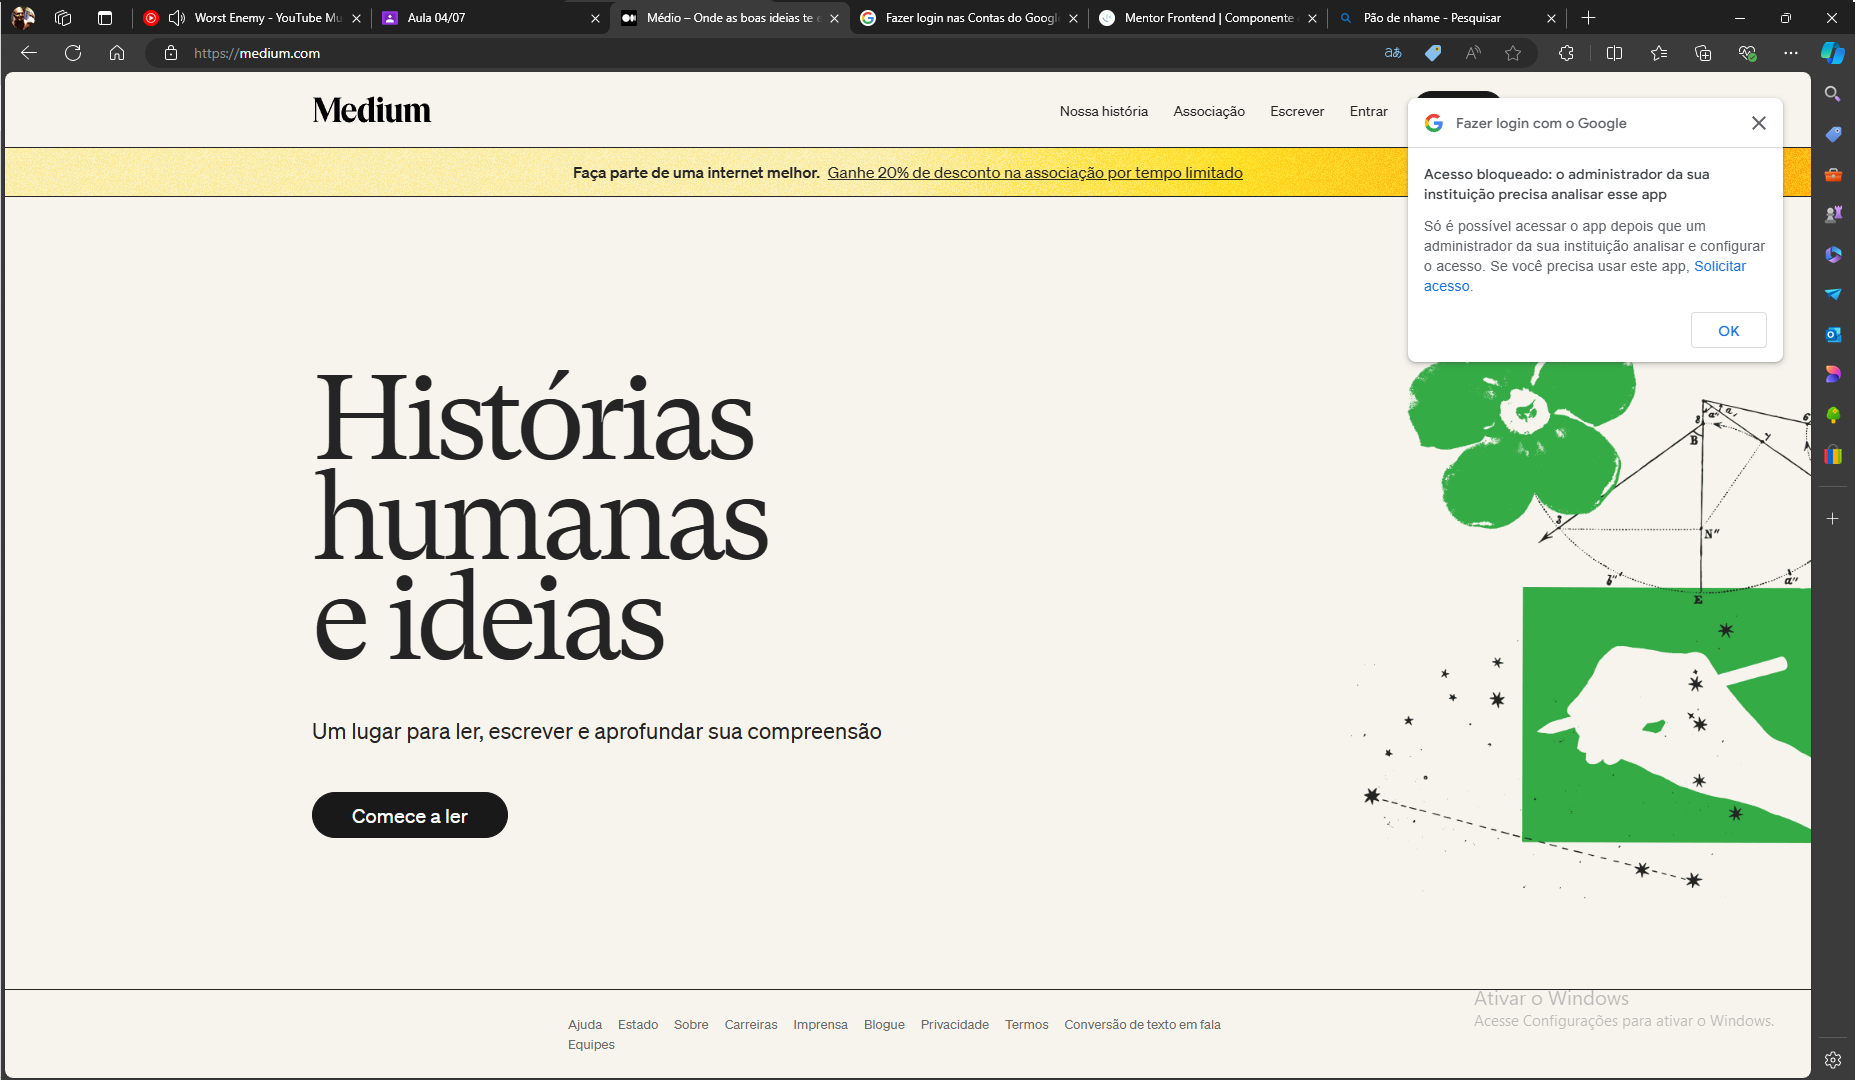 Worst Enemy - YouTube Mu
Aula 04/07
Médio – Onde as boas ideias te e
Fazer login nas Contas do Google
Mentor Frontend | Componente
Pão de nhame - Pesquisar
https://medium.com
Medium
Nossa história
Associação
Escrever
Entrar
Faça parte de uma internet melhor. Ganhe 20% de desconto na associação por tempo limitado
Fazer login com o Google
Acesso bloqueado: o administrador da sua
instituição precisa analisar esse app
Só é possível acessar o app depois que um
administrador da sua instituição analisar e configurar
o acesso. Se você precisa usar este app, Solicitar
acesso.
OK
Histórias
humanas
e ideias
Um lugar para ler, escrever e aprofundar sua compreensão
Comece a ler
B
N"
b"
a"
E
Ativar o Windows
Acesse Configurações para ativar o Windows.
Ajuda Estado Sobre Carreiras Imprensa Blogue Privacidade Termos Conversão de texto em fala
Equipes